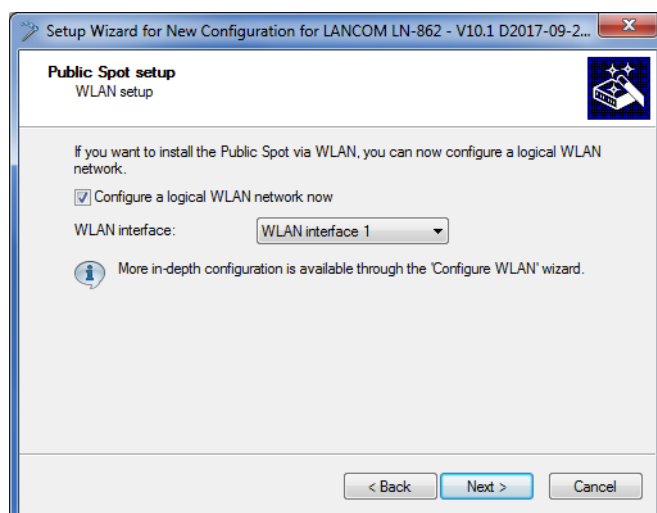 Setup Wizard for New Configuration for LANCOM LN-862 - V10.1 D2017-09-2...
Public Spot setup
WLAN setup
If you want to install the Public Spot via WLAN, you can now configure a logical WLAN
network.
Configure a logical WLAN network now
WLAN interface:
WLAN interface 1
More in-depth configuration is available through the 'Configure WLAN' wizard.
< Back
Next >
Cancel